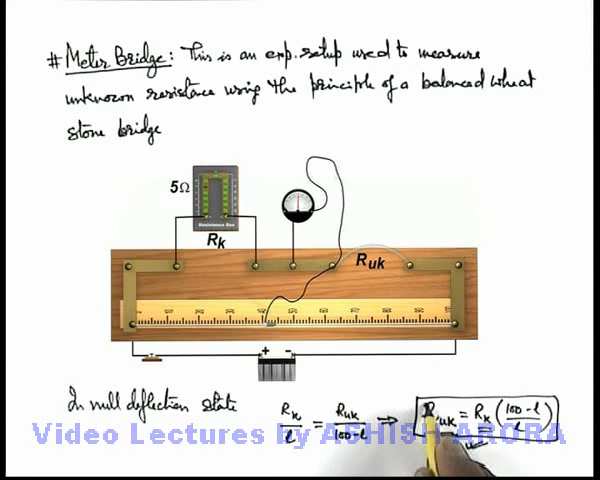 # Meter Bridge: This is an exp. setup used to measure
unknown resistance using the principle of a balanced wheat
stone bridge
5Ω
Resistance Box
Rk
Ruk
+ -
In null deflection state
Rk/l = Ruk/100-l ⇒ Ruk = Rk (100-l/l)
Video Lectures by ASHISH ARORA